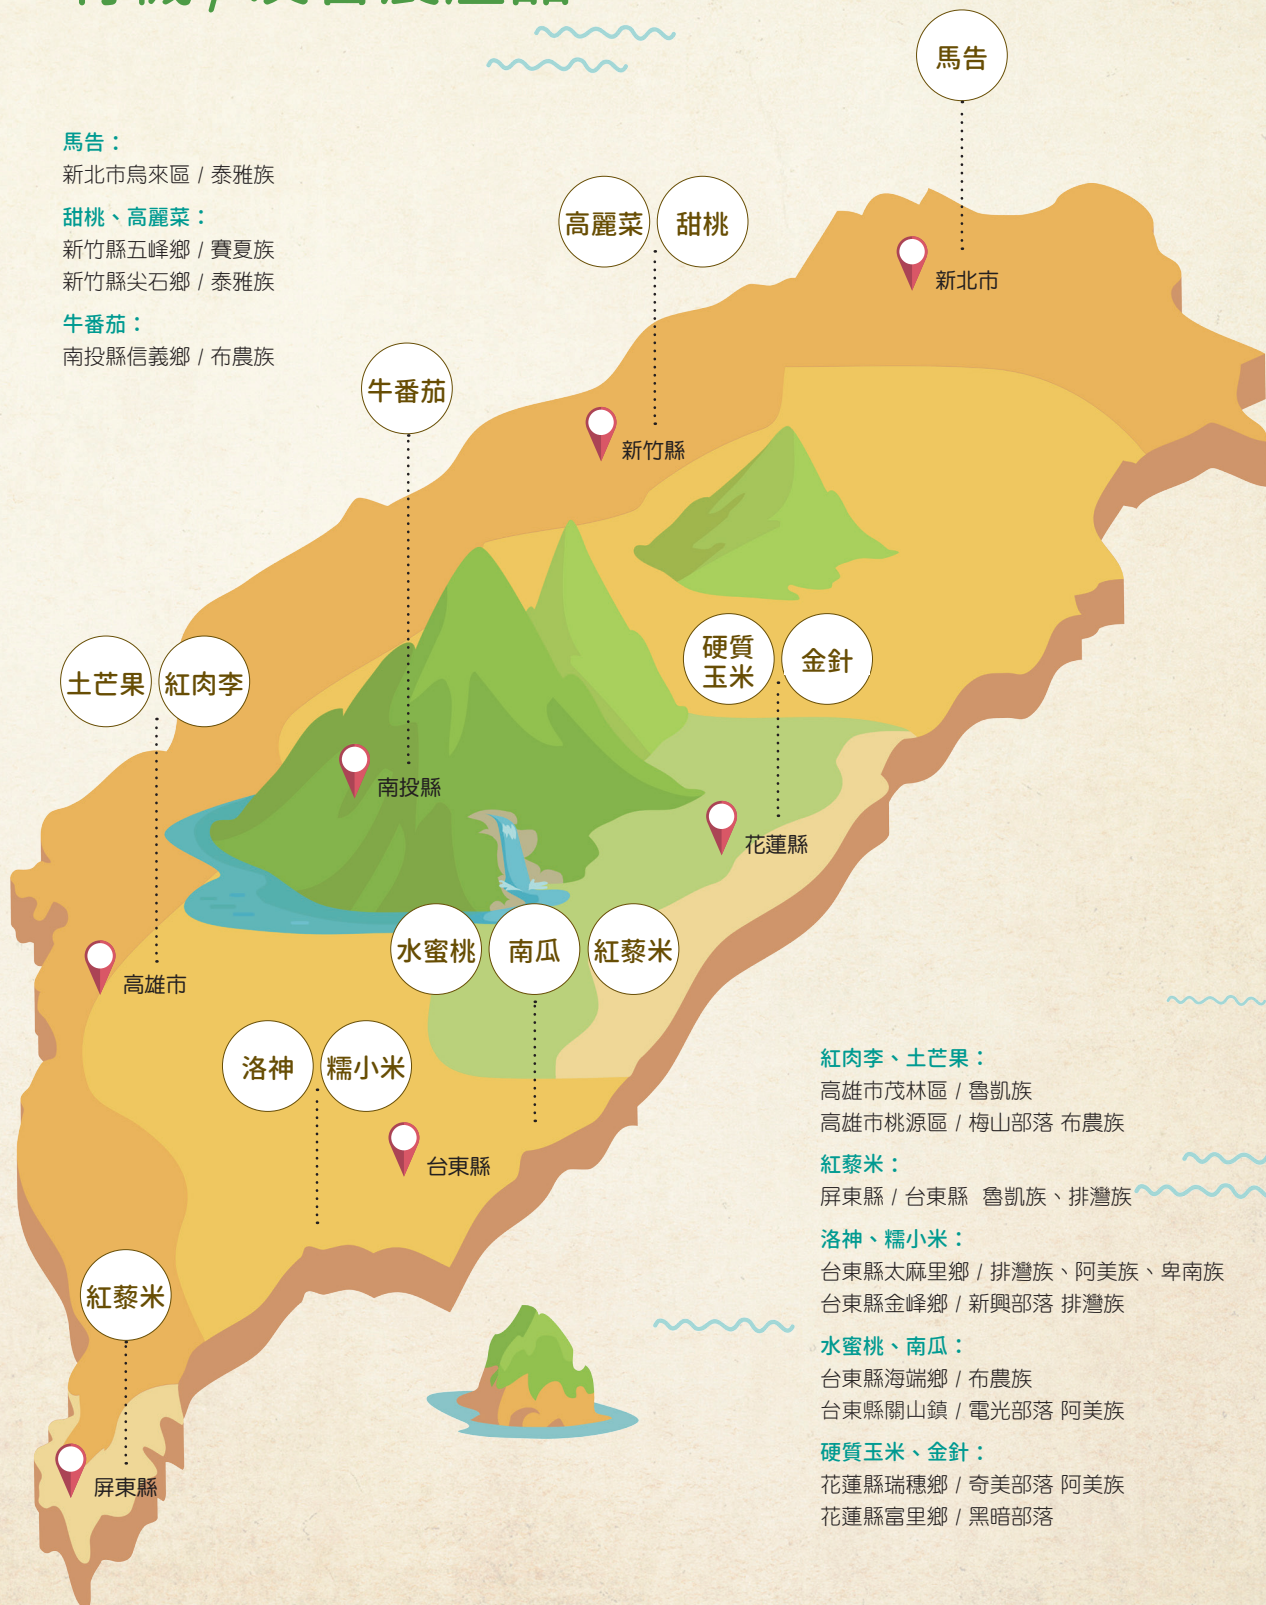 馬告
馬告：
新北市烏來區 / 泰雅族
甜桃、高麗菜：
新竹縣五峰鄉 / 賽夏族
新竹縣尖石鄉 / 泰雅族
牛番茄：
南投縣信義鄉 / 布農族
高麗菜
甜桃
新北市
牛番茄
新竹縣
土芒果
紅肉李
硬質
玉米
金針
南投縣
花蓮縣
水蜜桃
南瓜
紅藜米
高雄市
洛神
糯小米
台東縣
紅藜米
屏東縣
紅肉李、土芒果：
高雄市茂林區 / 魯凱族
高雄市桃源區 / 梅山部落 布農族
紅藜米：
屏東縣 / 台東縣 魯凱族、排灣族
洛神、糯小米：
台東縣太麻里鄉 / 排灣族、阿美族、卑南族
台東縣金峰鄉 / 新興部落 排灣族
水蜜桃、南瓜：
台東縣海端鄉 / 布農族
台東縣關山鎮 / 電光部落 阿美族
硬質玉米、金針：
花蓮縣瑞穗鄉 / 奇美部落 阿美族
花蓮縣富里鄉 / 黑暗部落